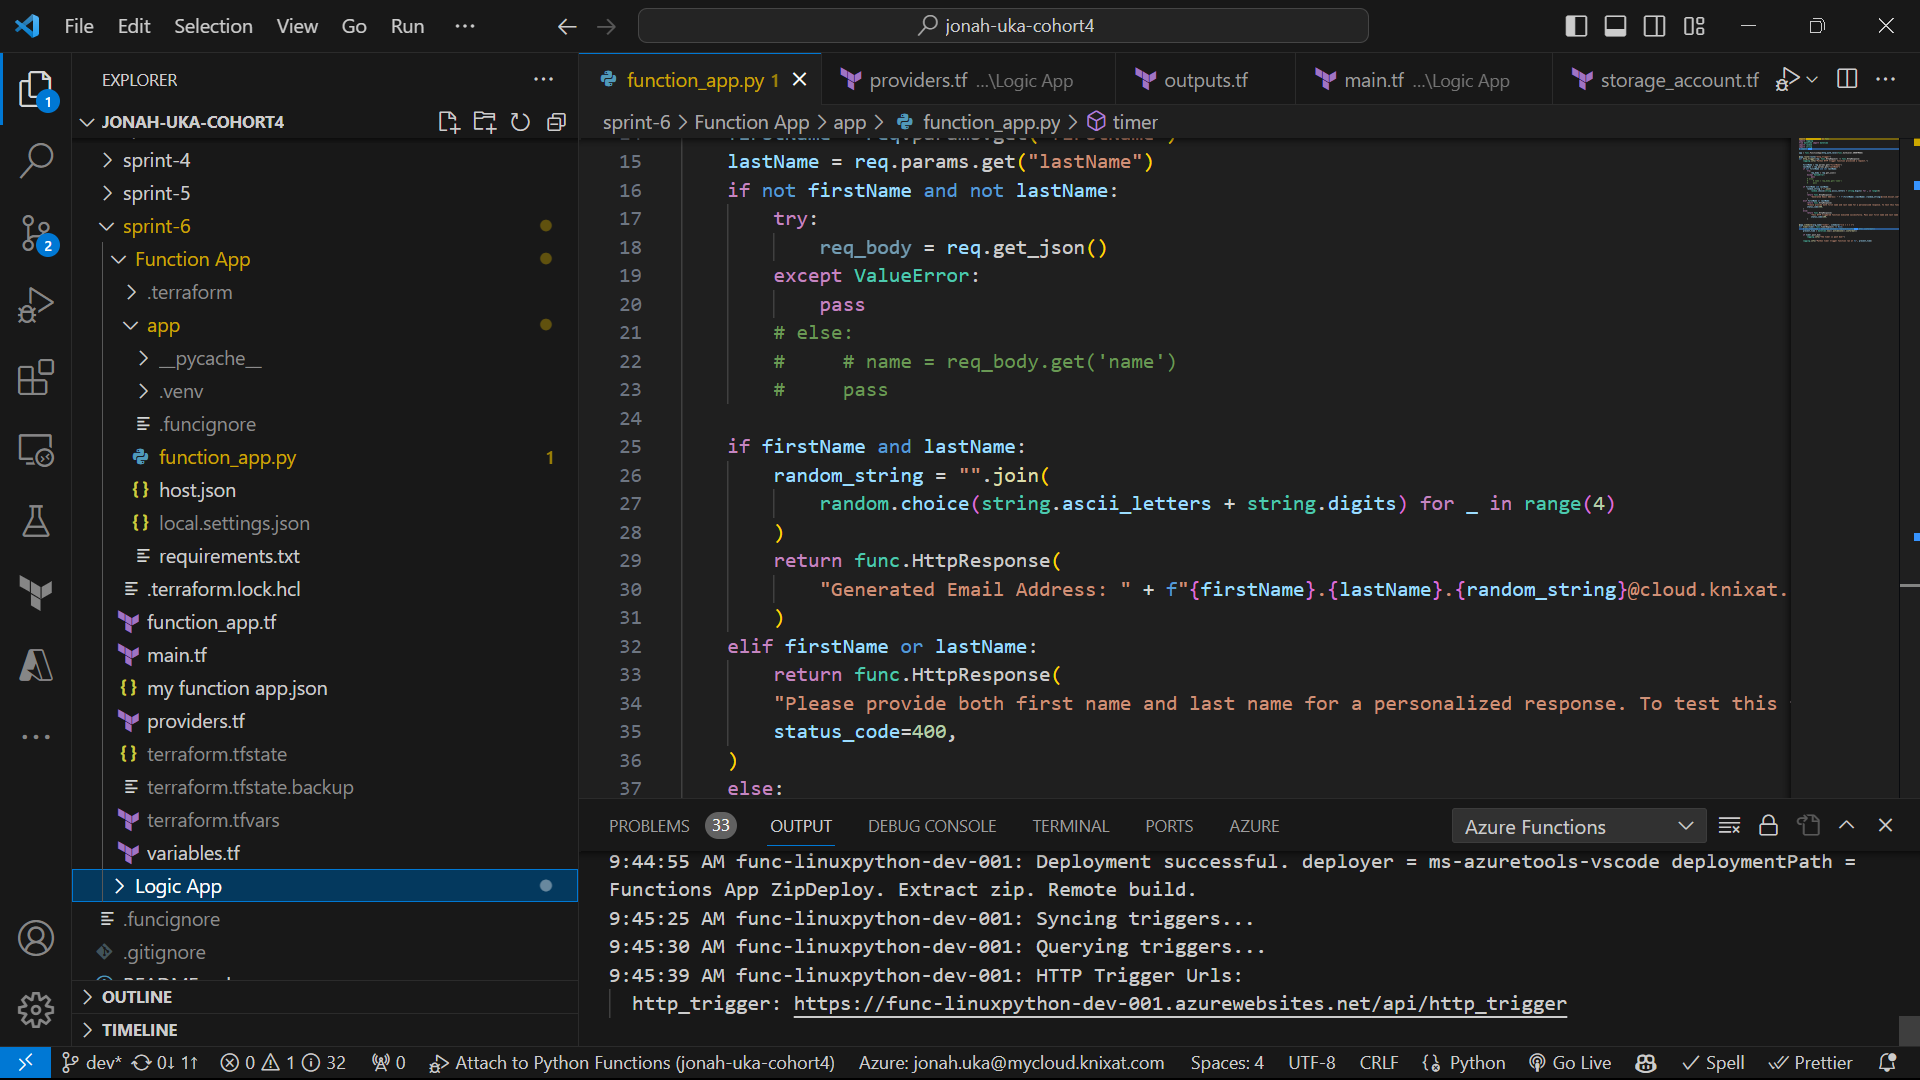 File Edit Selection View Go Run ··· jonah-uka-cohort4
EXPLORER ···
JONAH-UKA-COHORT4
sprint-4
sprint-5
sprint-6
Function App
.terraform
app
__pycache__
.venv
.funcignore
function_app.py 1
host.json
local.settings.json
requirements.txt
.terraform.lock.hcl
function_app.tf
main.tf
my function app.json
providers.tf
terraform.tfstate
terraform.tfstate.backup
terraform.tfvars
variables.tf
Logic App
.funcignore
.gitignore
OUTLINE
TIMELINE
1
2
function_app.py 1 providers.tf ...\Logic App outputs.tf main.tf ...\Logic App storage_account.tf
sprint-6 > Function App > app > function_app.py > timer
15 lastName = req.params.get("lastName")
16 if not firstName and not lastName:
17 try:
18 req_body = req.get_json()
19 except ValueError:
20 pass
21 # else:
22 #     # name = req_body.get('name')
23 #     pass
24
25 if firstName and lastName:
26 random_string = "".join(
27 random.choice(string.ascii_letters + string.digits) for _ in range(4)
28 )
29 return func.HttpResponse(
30 "Generated Email Address: " + f"{firstName}.{lastName}.{random_string}@cloud.knixat.
31 )
32 elif firstName or lastName:
33 return func.HttpResponse(
34 "Please provide both first name and last name for a personalized response. To test this
35 status_code=400,
36 )
37 else:
PROBLEMS 33 OUTPUT DEBUG CONSOLE TERMINAL PORTS AZURE Azure Functions
9:44:55 AM func-linuxpython-dev-001: Deployment successful. deployer = ms-azuretools-vscode deploymentPath =
Functions App ZipDeploy. Extract zip. Remote build.
9:45:25 AM func-linuxpython-dev-001: Syncing triggers...
9:45:30 AM func-linuxpython-dev-001: Querying triggers...
9:45:39 AM func-linuxpython-dev-001: HTTP Trigger Urls:
http_trigger: https://func-linuxpython-dev-001.azurewebsites.net/api/http_trigger
dev* 0↓ 1↑ 0 1 32 0 Attach to Python Functions (jonah-uka-cohort4) Azure: jonah.uka@mycloud.knixat.com Spaces: 4 UTF-8 CRLF Python Go Live Spell Prettier